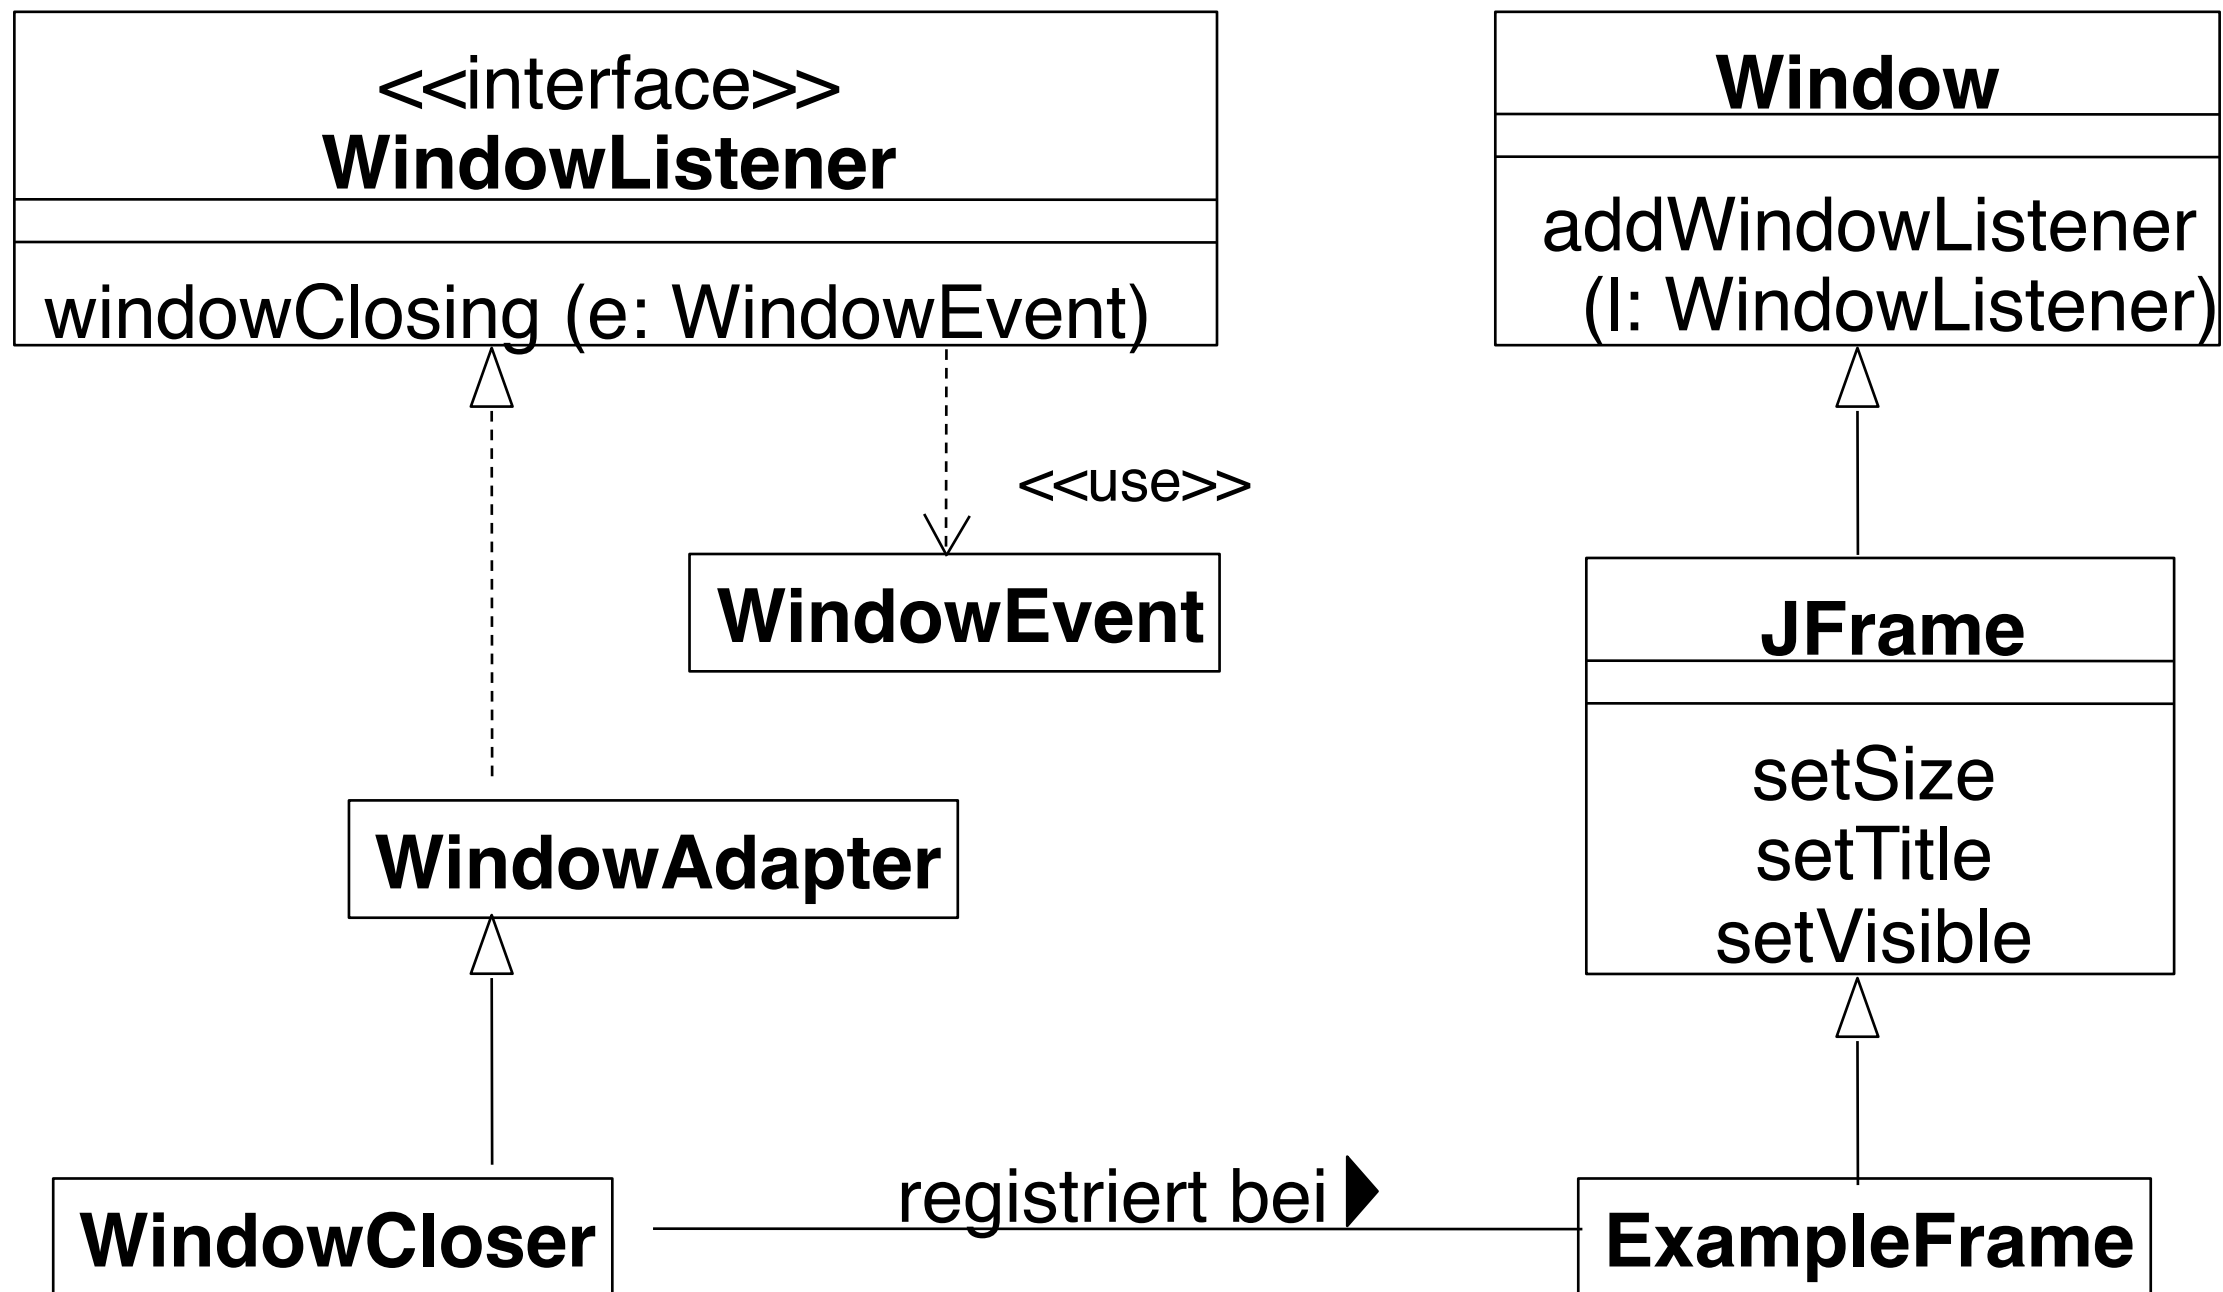 <<interface>>
WindowListener
windowClosing (e: WindowEvent)
Window
addWindowListener
(l: WindowListener)
<<use>>
WindowEvent
JFrame
setSize
setTitle
setVisible
WindowAdapter
registriert bei
WindowCloser
ExampleFrame